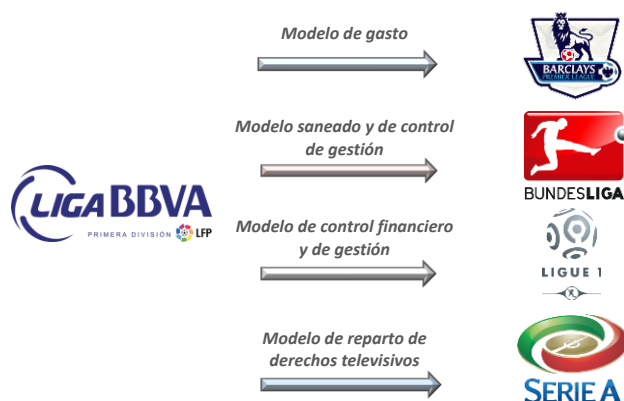 Modelo de gasto
BARCLAYS
PREMIER LEAGUE
Modelo saneado y de control
de gestión
BUNDESLIGA
LIGA BBVA
PRIMERA DIVISIÓN LFP
Modelo de control financiero
y de gestión
LIGUE 1
Modelo de reparto de
derechos televisivos
SERIE A